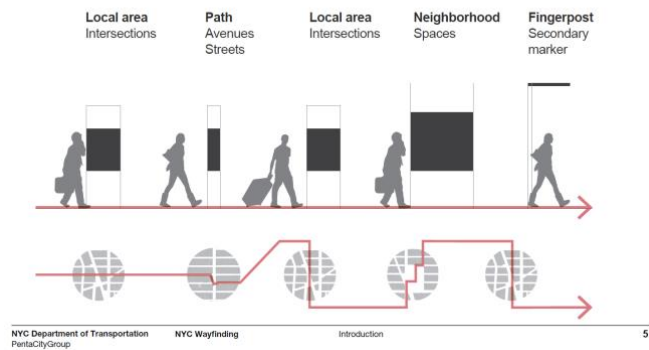 Local area
Intersections
Path
Avenues
Streets
Local area
Intersections
Neighborhood
Spaces
Fingerpost
Secondary
marker
NYC Department of Transportation
PentaCityGroup
NYC Wayfinding
Introduction
5